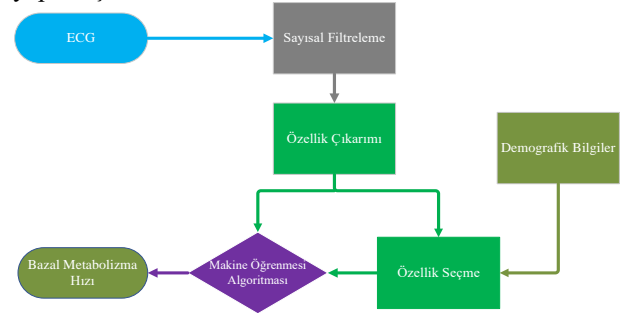 ECG
Sayısal Filtreleme
Özellik Çıkarımı
Demografik Bilgiler
Bazal Metabolizma
Hızı
Makine Öğrenmesi
Algoritması
Özellik Seçme